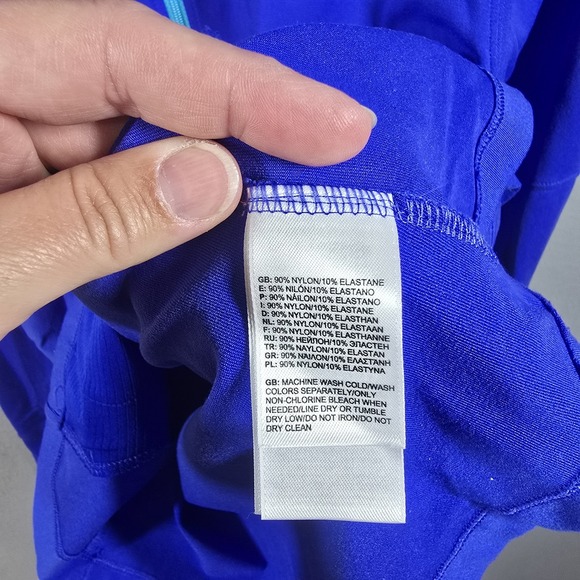 GB: 90% NYLON/10% ELASTANE
E: 90% NILÓN/10% ELASTANO
P: 90% NÁILON/10% ELASTANO
I: 90% NYLON/10% ELASTAN
D: 90% NYLON/10% ELASTHAN
NL: 90% NYLON/10% ELASTAAN
F: 90% NYLON/10% ELASTHANNE
RU: 90% НЕЙЛОН/10% ЭЛАСТЕН
TR: 90% NAYLON/10% ELASTAN
GR: 90% ΝΑΙΛΟΝ/10% ΕΛΑΣΤΑΝΗ
PL: 90% NYLON/10% ELASTYNA
GB: MACHINE WASH COLD/WASH
COLORS SEPARATELY/ONLY
NON-CHLORINE BLEACH WHEN
NEEDED/LINE DRY OR TUMBLE
DRY LOW/DO NOT IRON/DO NOT
DRY CLEAN